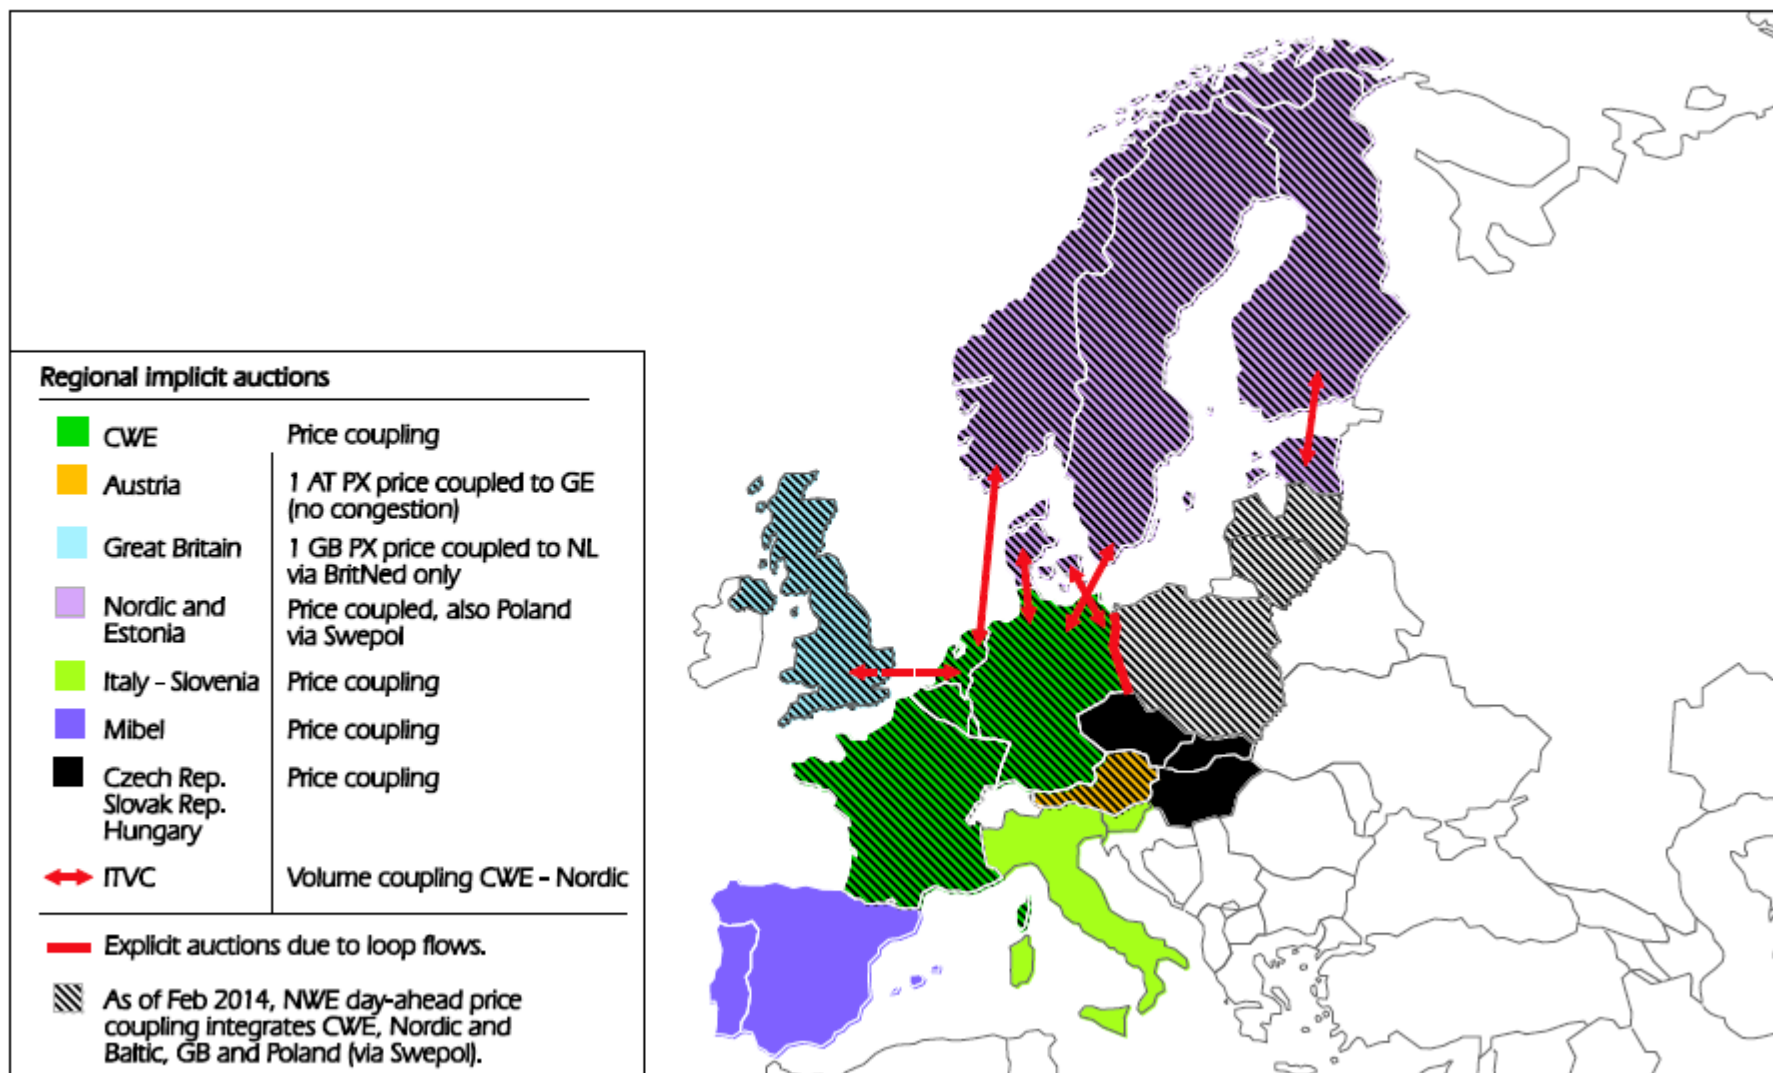 Regional implicit auctions
CWE
Price coupling
Austria
1 AT PX price coupled to GE
(no congestion)
Great Britain
1 GB PX price coupled to NL
via BritNed only
Nordic and
Estonia
Price coupled, also Poland
via Swepol
Italy - Slovenia
Price coupling
Mibel
Price coupling
Czech Rep.
Slovak Rep.
Hungary
Price coupling
ITVC
Volume coupling CWE - Nordic
Explicit auctions due to loop flows.
As of Feb 2014, NWE day-ahead price
coupling integrates CWE, Nordic and
Baltic, GB and Poland (via Swepol).